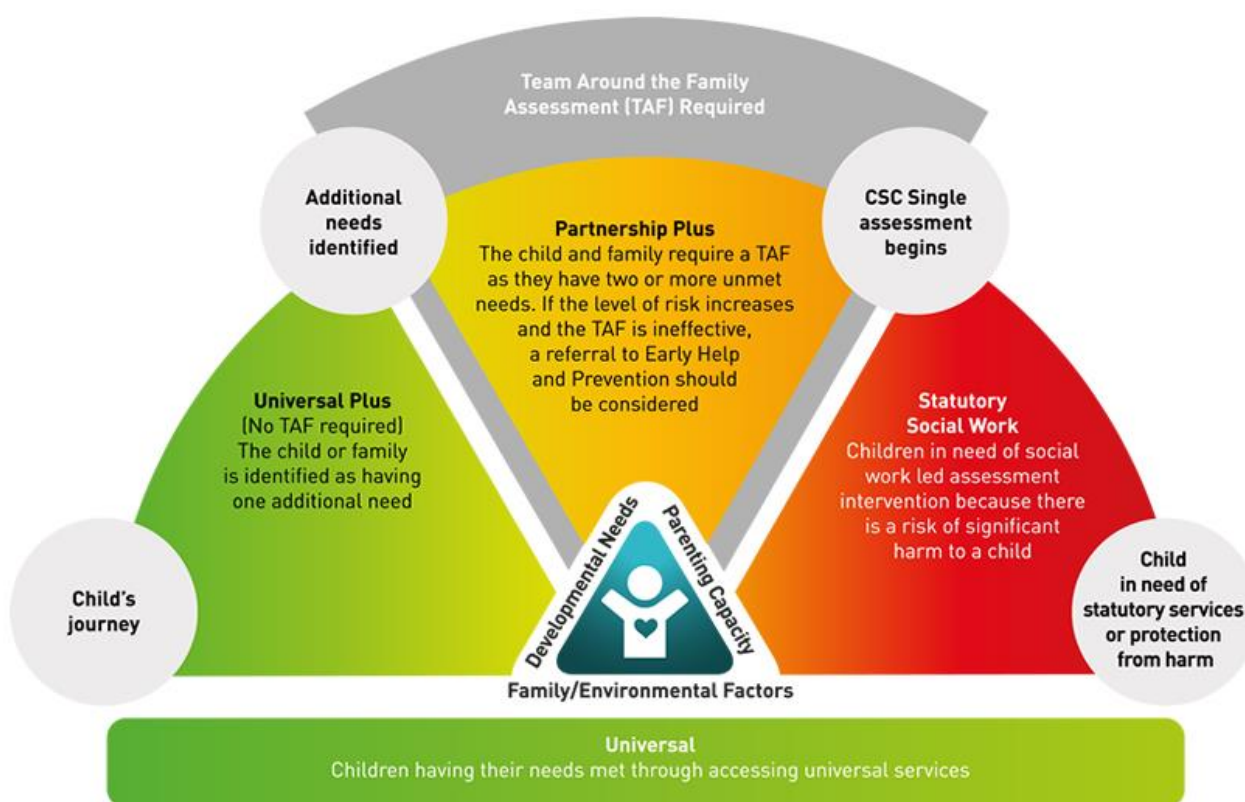 Team Around the Family
Assessment (TAF) Required
Additional
needs
identified
CSC Single
assessment
begins
Partnership Plus
The child and family require a TAF
as they have two or more unmet
needs. If the level of risk increases
and the TAF is ineffective,
a referral to Early Help
and Prevention should
be considered
Universal Plus
(No TAF required)
The child or family
is identified as having
one additional need
Statutory
Social Work
Children in need of social
work led assessment
intervention because there
is a risk of significant
harm to a child
Child's
journey
Developmental Needs
Parenting Capacity
Family/Environmental Factors
Child
in need of
statutory services
or protection
from harm
Universal
Children having their needs met through accessing universal services